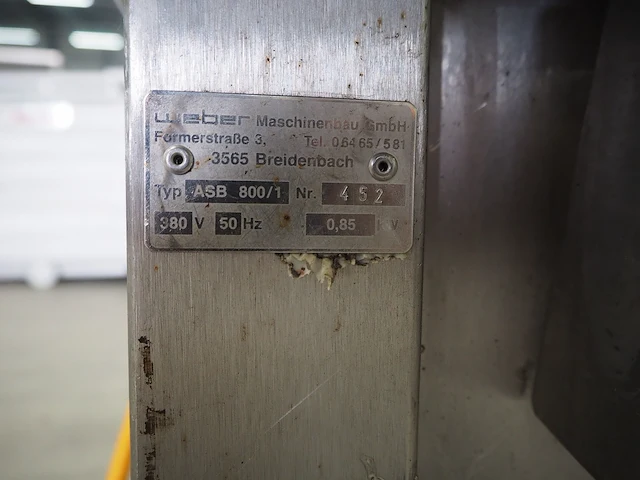 weber Maschinenbau GmbH
Formerstraße 3, Tel. 06465/581
3565 Breidenbach
Typ ASB 800/1 Nr. 452
380 V 50 Hz 0,85